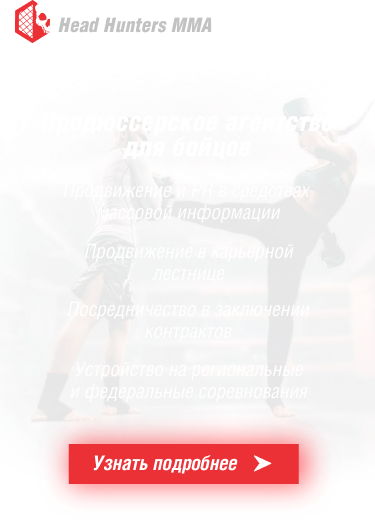 Head Hunters MMA
Продюссерское агентство
для бойцов
Продвижение и PR в средствах
массовой информации
Продвижение в карьерной
лестнице
Посредничество в заключении
контрактов
Устройство на региональные
и федеральные соревнования
Узнать подробнее